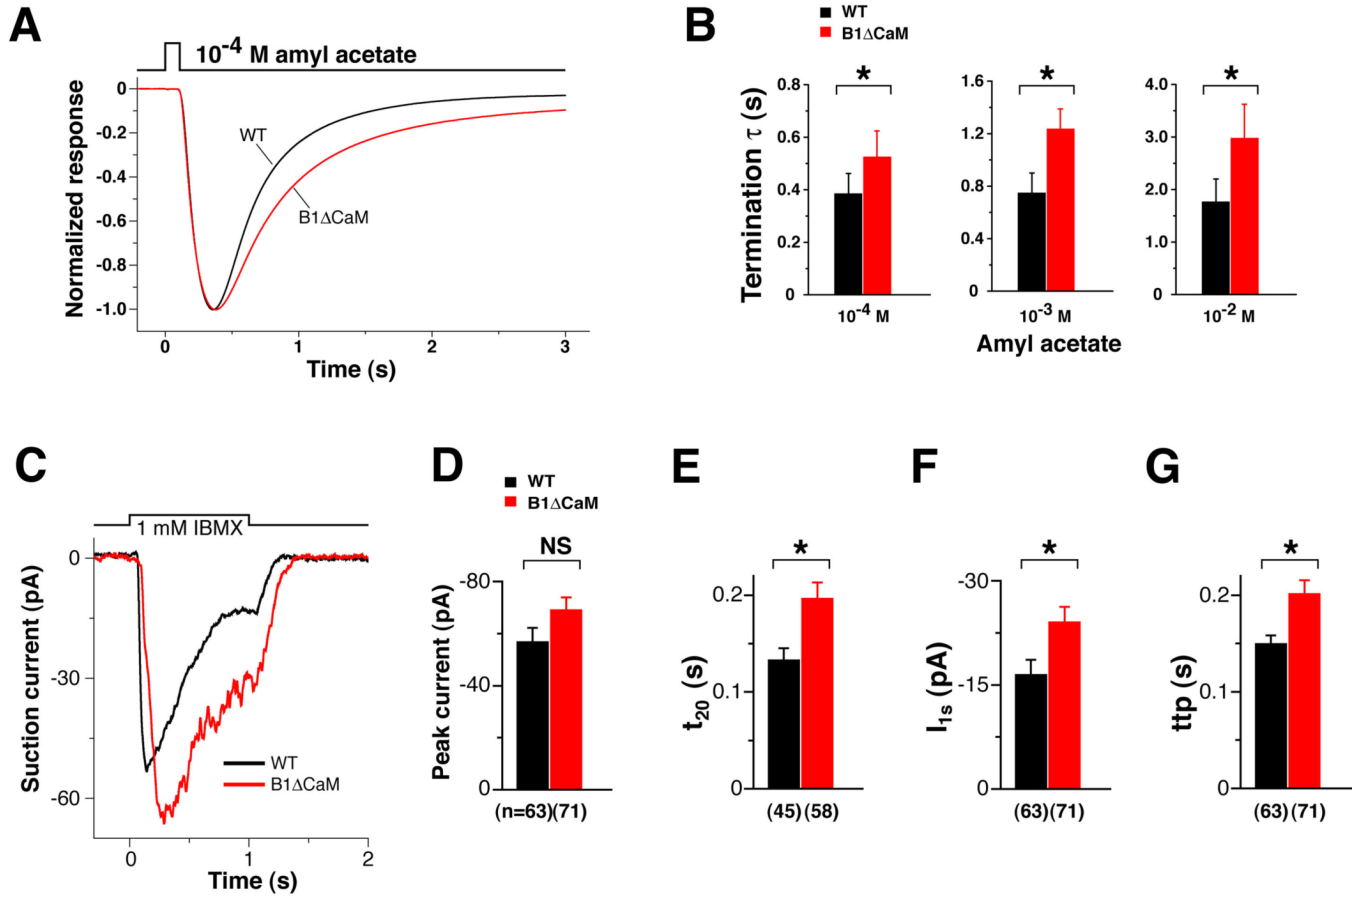 A
10-4 M amyl acetate
0
-0.2
-0.4
-0.6
-0.8
-1.0
Normalized response
WT
B1ΔCaM
0 1 2 3
Time (s)
B
WT
B1ΔCaM
Termination τ (s)
0.8
0.6
0.4
0.2
0
*
10-4 M
1.6
1.2
0.8
0.4
0
*
10-3 M
4.0
3.0
2.0
1.0
0
*
10-2 M
Amyl acetate
C
1 mM IBMX
0
-30
-60
Suction current (pA)
WT
B1ΔCaM
0 1 2
Time (s)
D
WT
B1ΔCaM
NS
-80
-40
0
Peak current (pA)
(n=63)(71)
E
*
0.2
0.1
0
t20 (s)
(45)(58)
F
*
-30
-15
0
I1s (pA)
(63)(71)
G
*
0.2
0.1
0
ttp (s)
(63)(71)